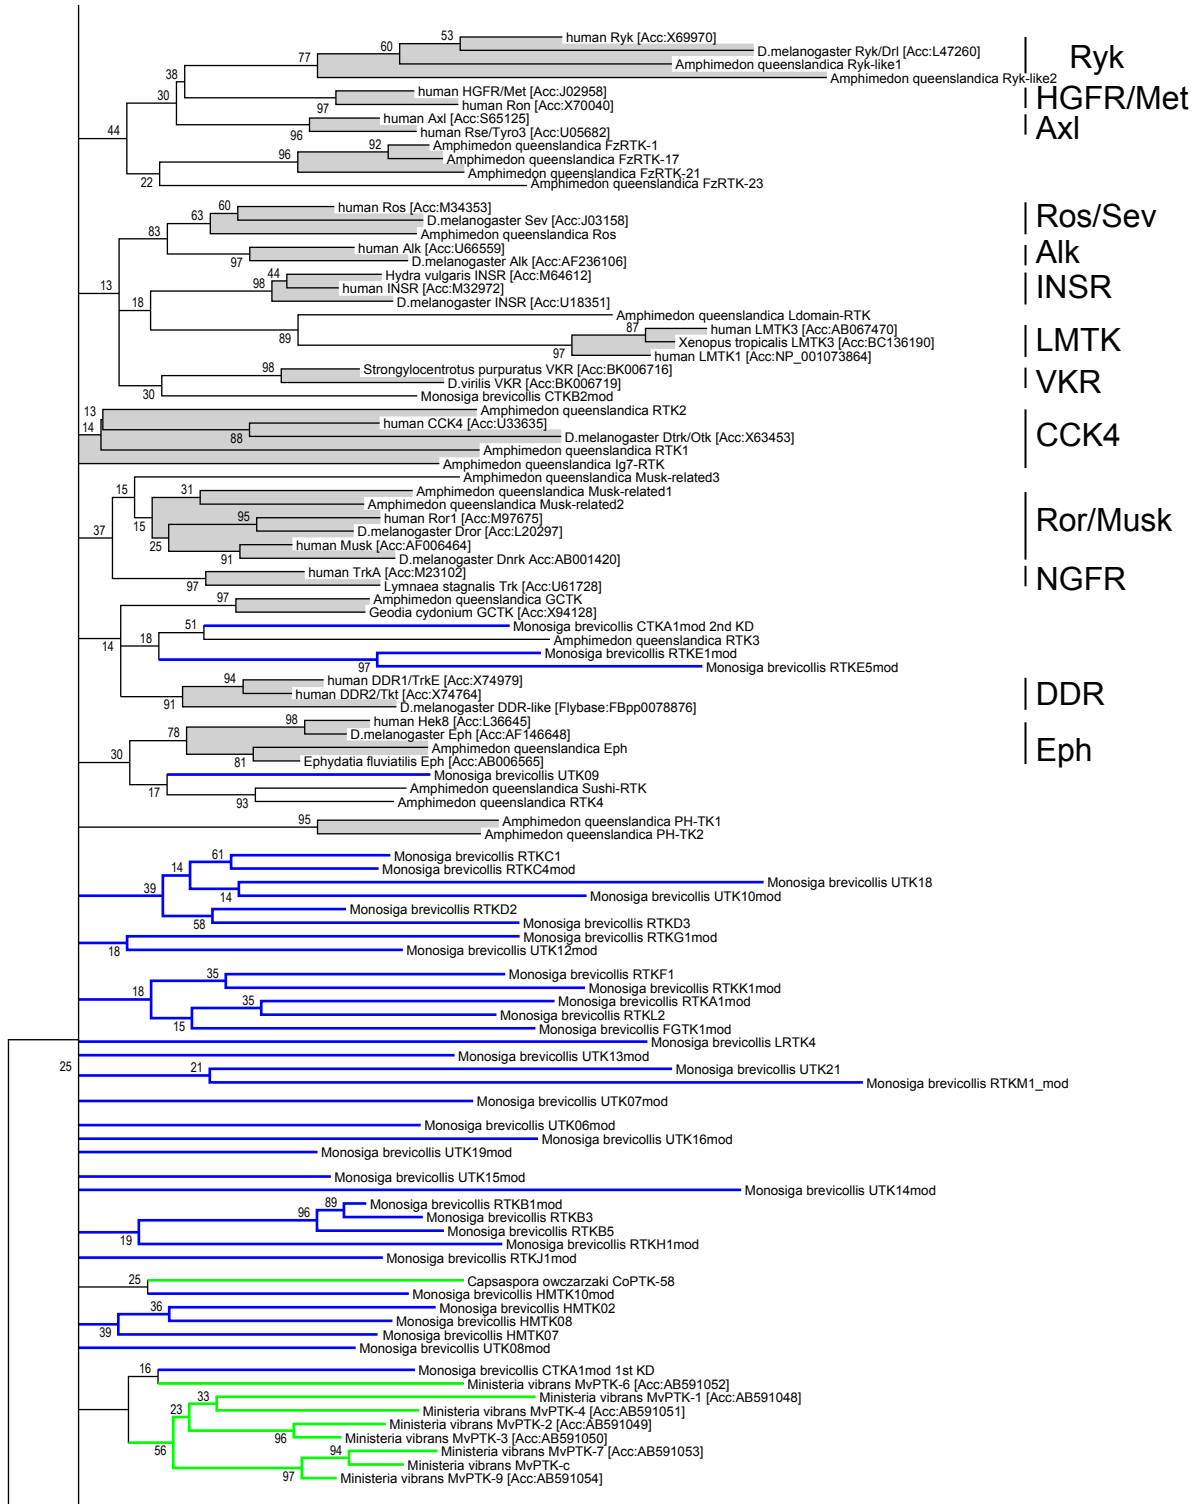 53
human Ryk [Acc:X69970]
60
D.melanogaster Ryk/Drl [Acc:L47260]
77
Amphimedon queenslandica Ryk-like1
Amphimedon queenslandica Ryk-like2
Ryk
38
30
human HGFR/Met [Acc:J02958]
97
human Ron [Acc:X70040]
HGFR/Met
human Axl [Acc:S65125]
96
human Rse/Tyro3 [Acc:U05682]
Axl
44
92
Amphimedon queenslandica FzRTK-1
96
Amphimedon queenslandica FzRTK-17
Amphimedon queenslandica FzRTK-21
22
Amphimedon queenslandica FzRTK-23
60
human Ros [Acc:M34353]
63
D.melanogaster Sev [Acc:J03158]
83
Amphimedon queenslandica Ros
Ros/Sev
human Alk [Acc:U66559]
97
D.melanogaster Alk [Acc:AF236106]
Alk
13
44
Hydra vulgaris INSR [Acc:M64612]
98
human INSR [Acc:M32972]
18
D.melanogaster INSR [Acc:U18351]
INSR
Amphimedon queenslandica Ldomain-RTK
89
87
human LMTK3 [Acc:AB067470]
Xenopus tropicalis LMTK3 [Acc:BC136190]
97
human LMTK1 [Acc:NP_001073864]
LMTK
98
Strongylocentrotus purpuratus VKR [Acc:BK006716]
D.virilis VKR [Acc:BK006719]
30
Monosiga brevicollis CTKB2mod
VKR
13
Amphimedon queenslandica RTK2
14
human CCK4 [Acc:U33635]
88
D.melanogaster Dtrk/Otk [Acc:X63453]
Amphimedon queenslandica RTK1
Amphimedon queenslandica Ig7-RTK
CCK4
Amphimedon queenslandica Musk-related3
15
31
Amphimedon queenslandica Musk-related1
Amphimedon queenslandica Musk-related2
15
95
human Ror1 [Acc:M97675]
D.melanogaster Dror [Acc:L20297]
37
25
human Musk [Acc:AF006464]
91
D.melanogaster Dnrk Acc:AB001420]
Ror/Musk
human TrkA [Acc:M23102]
97
Lymnaea stagnalis Trk [Acc:U61728]
NGFR
97
Amphimedon queenslandica GCTK
Geodia cydonium GCTK [Acc:X94128]
51
Monosiga brevicollis CTKA1mod 2nd KD
14
18
Amphimedon queenslandica RTK3
Monosiga brevicollis RTKE1mod
97
Monosiga brevicollis RTKE5mod
94
human DDR1/TrkE [Acc:X74979]
human DDR2/Tkt [Acc:X74764]
91
D.melanogaster DDR-like [Flybase:FBpp0078876]
DDR
98
human Hek8 [Acc:L36645]
78
D.melanogaster Eph [Acc:AF146648]
Amphimedon queenslandica Eph
30
81
Ephydatia fluviatilis Eph [Acc:AB006565]
Eph
Monosiga brevicollis UTK09
17
Amphimedon queenslandica Sushi-RTK
93
Amphimedon queenslandica RTK4
95
Amphimedon queenslandica PH-TK1
Amphimedon queenslandica PH-TK2
61
Monosiga brevicollis RTKC1
14
Monosiga brevicollis RTKC4mod
39
Monosiga brevicollis UTK18
14
Monosiga brevicollis UTK10mod
Monosiga brevicollis RTKD2
58
Monosiga brevicollis RTKD3
Monosiga brevicollis RTKG1mod
18
Monosiga brevicollis UTK12mod
35
Monosiga brevicollis RTKF1
18
Monosiga brevicollis RTKK1mod
35
Monosiga brevicollis RTKA1mod
Monosiga brevicollis RTKL2
15
Monosiga brevicollis FGTK1mod
Monosiga brevicollis LRTK4
Monosiga brevicollis UTK13mod
25
21
Monosiga brevicollis UTK21
Monosiga brevicollis RTKM1_mod
Monosiga brevicollis UTK07mod
Monosiga brevicollis UTK06mod
Monosiga brevicollis UTK16mod
Monosiga brevicollis UTK19mod
Monosiga brevicollis UTK15mod
Monosiga brevicollis UTK14mod
89
Monosiga brevicollis RTKB1mod
96
Monosiga brevicollis RTKB3
Monosiga brevicollis RTKB5
19
Monosiga brevicollis RTKH1mod
Monosiga brevicollis RTKJ1mod
25
Capsaspora owczarzaki CoPTK-58
Monosiga brevicollis HMTK10mod
36
Monosiga brevicollis HMTK02
Monosiga brevicollis HMTK08
39
Monosiga brevicollis HMTK07
Monosiga brevicollis UTK08mod
16
Monosiga brevicollis CTKA1mod 1st KD
Ministeria vibrans MvPTK-6 [Acc:AB591052]
33
Ministeria vibrans MvPTK-1 [Acc:AB591048]
23
Ministeria vibrans MvPTK-4 [Acc:AB591051]
Ministeria vibrans MvPTK-2 [Acc:AB591049]
96
Ministeria vibrans MvPTK-3 [Acc:AB591050]
56
94
Ministeria vibrans MvPTK-7 [Acc:AB591053]
Ministeria vibrans MvPTK-c
97
Ministeria vibrans MvPTK-9 [Acc:AB591054]